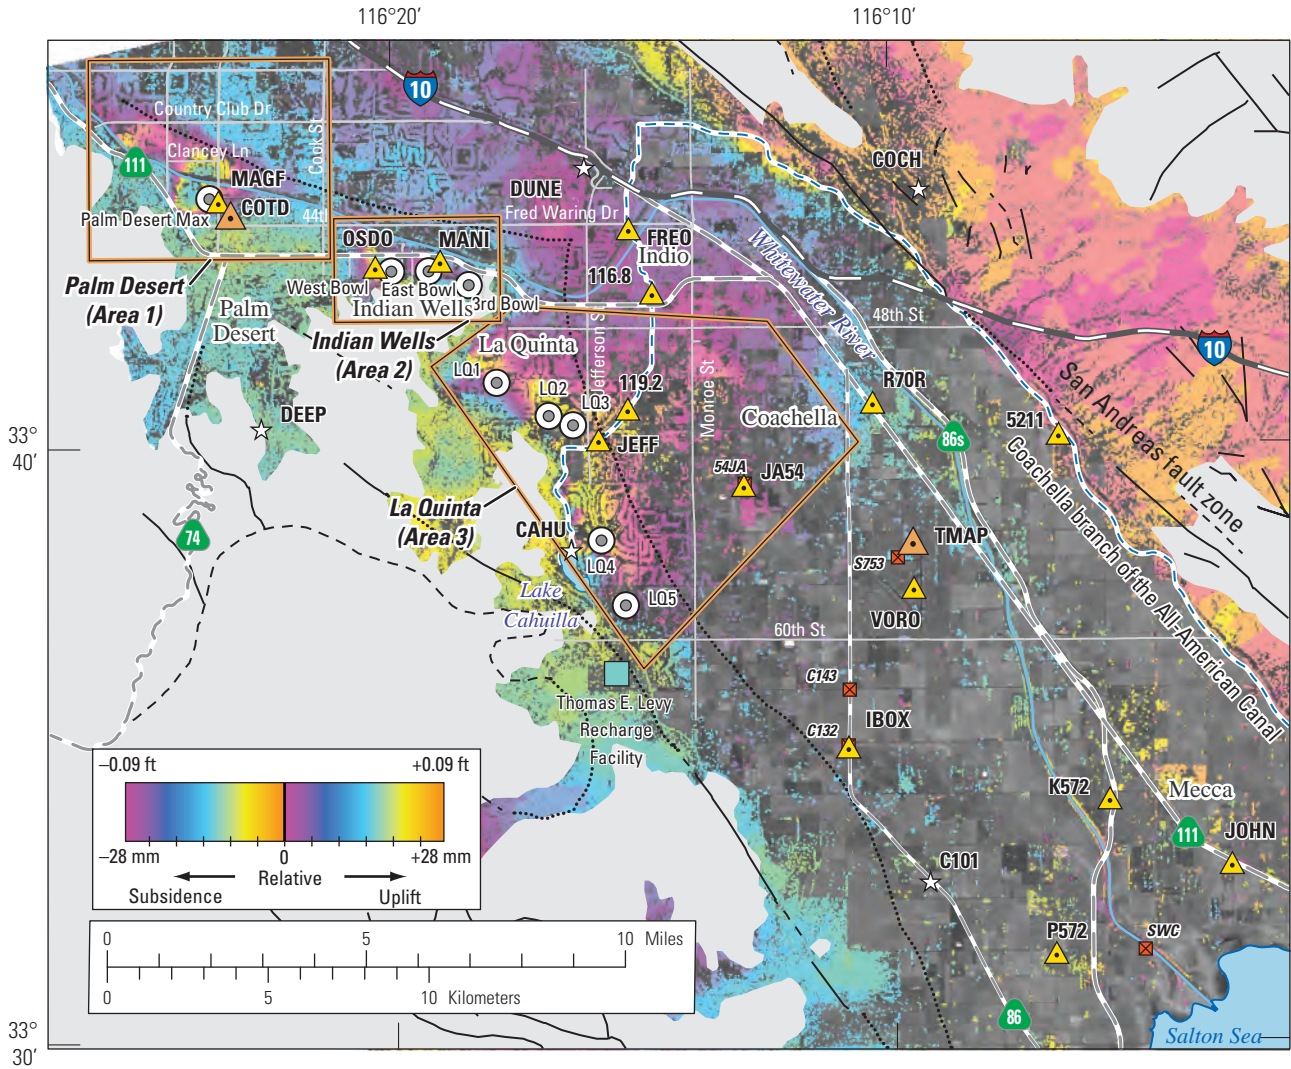 116°20′
116°10′
10
Country Club Dr
Cook St
COCH
111
Clancey Ln
MAGF
DUNE
COTD
Palm Desert Max
44th
Fred Waring Dr
OSDO
MANI
FRED
Indio
Whitewater River
116.8
Palm Desert
(Area 1)
West Bowl
East Bowl
3rd Bowl
Indian Wells
Palm
Desert
48th St
Indian Wells
(Area 2)
La Quinta
Jefferson St
10
LQ1
Monroe St
R70R
San Andreas fault zone
LQ2
119.2
LQ3
DEEP
Coachella
5211
33°
40′
JEFF
86s
Coachella branch of the All-American Canal
54JA
JA54
La Quinta
(Area 3)
CAHU
74
TMAP
S753
LQ4
Lake
Cahuilla
LQ5
VORO
60th St
C143
Thomas E. Levy
Recharge
Facility
IBOX
C132
–0.09 ft
+0.09 ft
K572
Mecca
111
JOHN
–28 mm
0
+28 mm
Relative
Subsidence
Uplift
C101
0
5
10 Miles
P572
SWC
0
5
10 Kilometers
86
33°
30′
Salton Sea